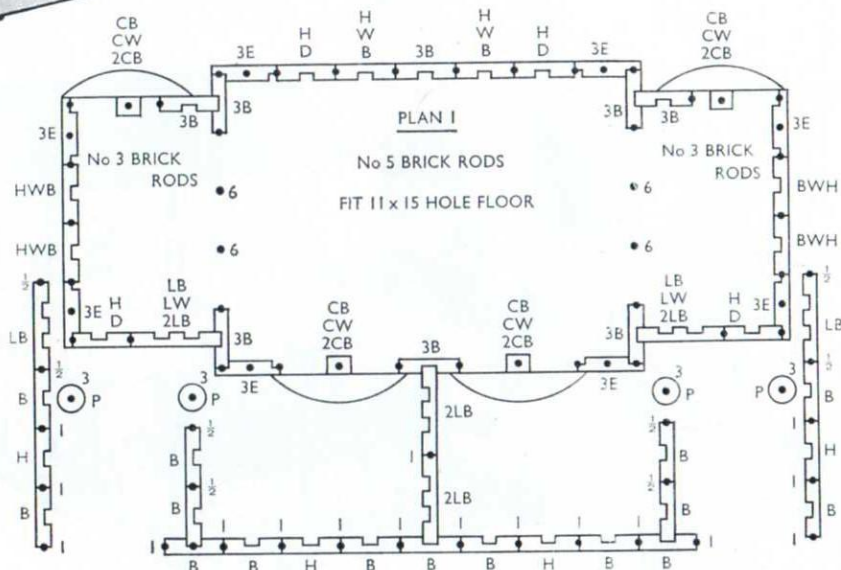 CB
CW
2CB
3E
H
D
H
W
B
3B
H
W
B
H
D
3E
CB
CW
2CB
3B
3B
PLAN 1
3B
3B
3E
No 3 BRICK
RODS
No 5 BRICK RODS
No 3 BRICK
RODS
3E
HWB
6
FIT 11 x 15 HOLE FLOOR
6
BWH
HWB
6
6
BWH
½
LB
LW
2LB
H
D
3E
CB
CW
2CB
CB
CW
2CB
LB
LW
2LB
H
D
3E
½
LB
3B
3B
3B
LB
½
3E
3E
½
3
P
3
P
3
P
3
P
B
½
2LB
½
B
1
B
1
B
1
H
½
½
H
1
B
2LB
B
1
B
B
1
1
1
1
1
1
1
1
1
1
1
B
B
H
B
B
B
H
B
B